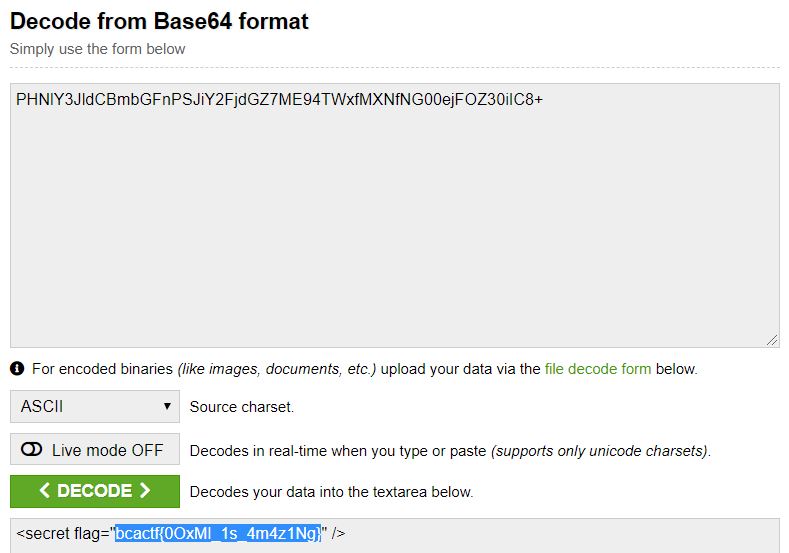 Decode from Base64 format
Simply use the form below
PHNlY3JldCBmbGFnPSJiY2FjdGZ7ME94TWxfMXNfNG00ejFOZ30iIC8+
For encoded binaries (like images, documents, etc.) upload your data via the file decode form below.
ASCII Source charset.
Live mode OFF Decodes in real-time when you type or paste (supports only unicode charsets).
< DECODE > Decodes your data into the textarea below.
<secret flag="bcactf{0OxMl_1s_4m4z1Ng}" />